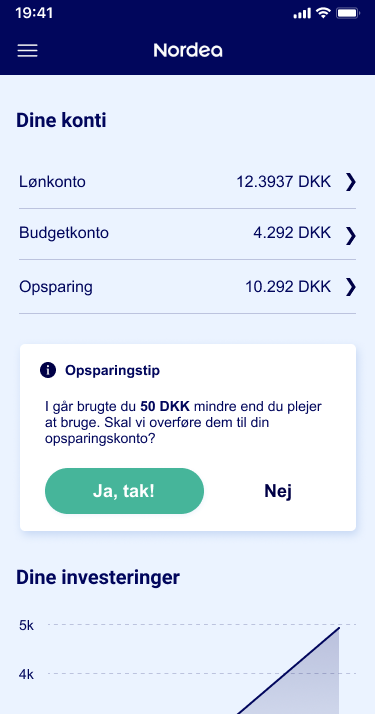 19:41
Nordea
Dine konti
Lønkonto 12.3937 DKK
Budgetkonto 4.292 DKK
Opsparing 10.292 DKK
Opsparingstip
I går brugte du 50 DKK mindre end du plejer
at bruge. Skal vi overføre dem til din
opsparingskonto?
Ja, tak! Nej
Dine investeringer
5k
4k